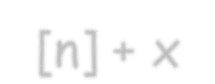 [n] + x